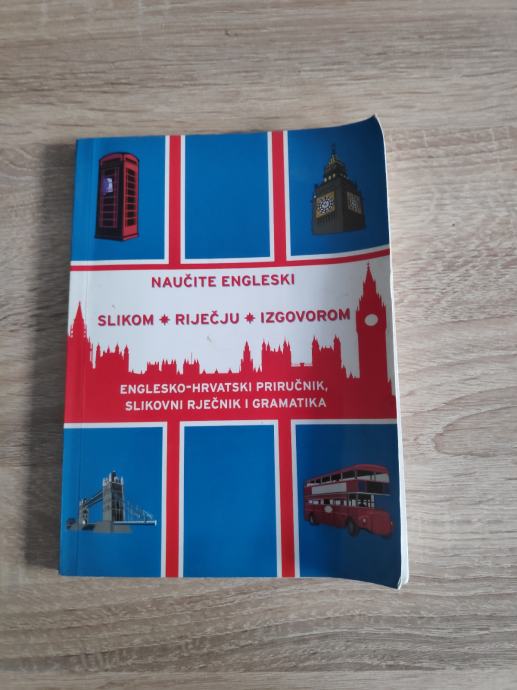 NAUČITE ENGLESKI
SLIKOM ✷ RIJEČJU ✷ IZGOVOROM
ENGLESKO-HRVATSKI PRIRUČNIK,
SLIKOVNI RJEČNIK I GRAMATIKA